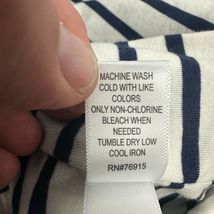 MACHINE WASH
COLD WITH LIKE
COLORS
ONLY NON-CHLORINE
BLEACH WHEN
NEEDED
TUMBLE DRY LOW
COOL IRON
RN#76915